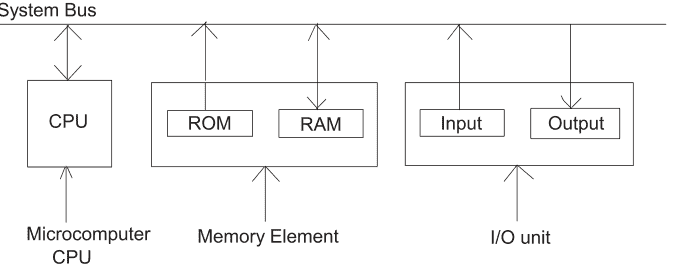 System Bus
CPU
ROM
RAM
Input
Output
Microcomputer
CPU
Memory Element
I/O unit